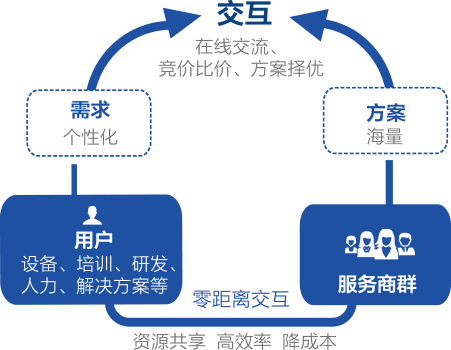 交互
在线交流、
竞价比价、方案择优
需求
个性化
方案
海量
用户
设备、培训、研发、
人力、解决方案等
服务商群
零距离交互
资源共享 高效率 降成本